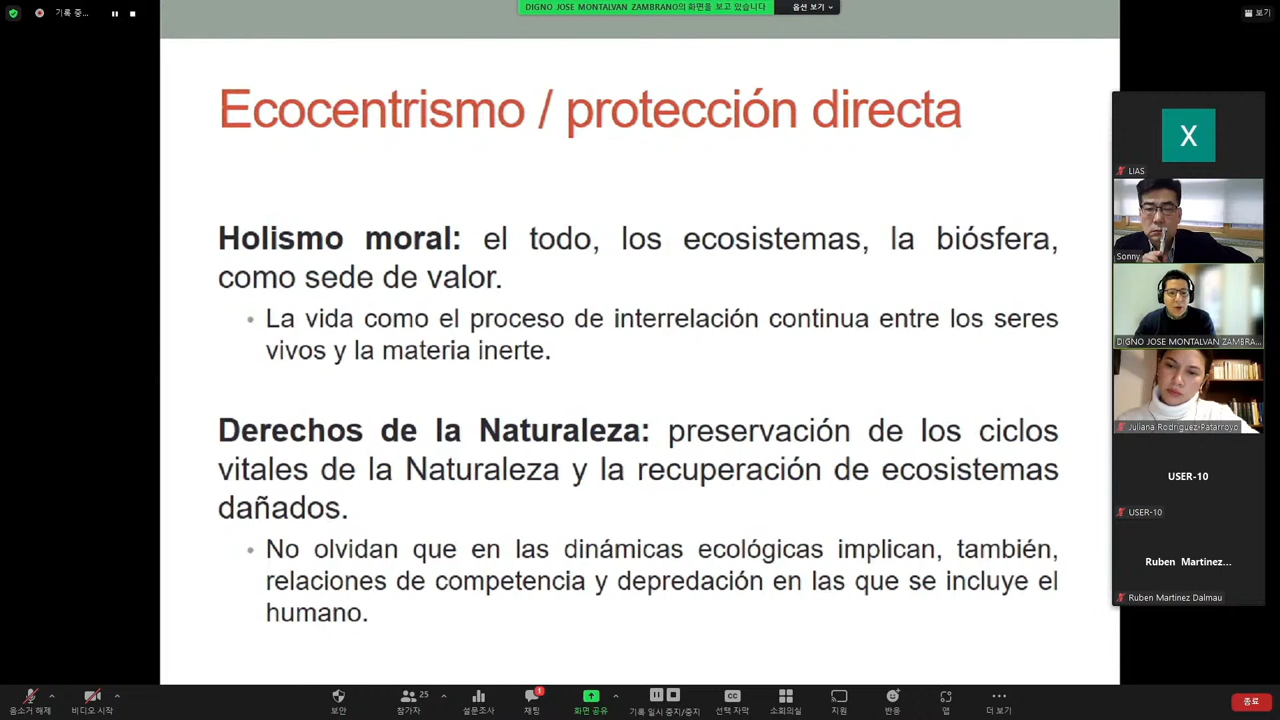 기록 중...
DIGNO JOSE MONTALVAN ZAMBRANO의 화면을 보고 있습니다
옵션 보기
보기
Ecocentrismo / protección directa
Holismo moral: el todo, los ecosistemas, la biósfera,
como sede de valor.
• La vida como el proceso de interrelación continua entre los seres
vivos y la materia inerte.
Derechos de la Naturaleza: preservación de los ciclos
vitales de la Naturaleza y la recuperación de ecosistemas
dañados.
• No olvidan que en las dinámicas ecológicas implican, también,
relaciones de competencia y depredación en las que se incluye el
humano.
X
LIAS
Sonny
DIGNO JOSE MONTALVAN ZAMBRA...
Juliana Rodriguez-Patarroyo
USER-10
USER-10
Ruben Martinez...
Ruben Martinez Dalmau
음소거 해제
비디오 시작
보안
25
참가자
설문조사
1
채팅
화면 공유
기록 일시 중지/중지
CC
선택 자막
소회의실
지원
반응
앱
더 보기
종료